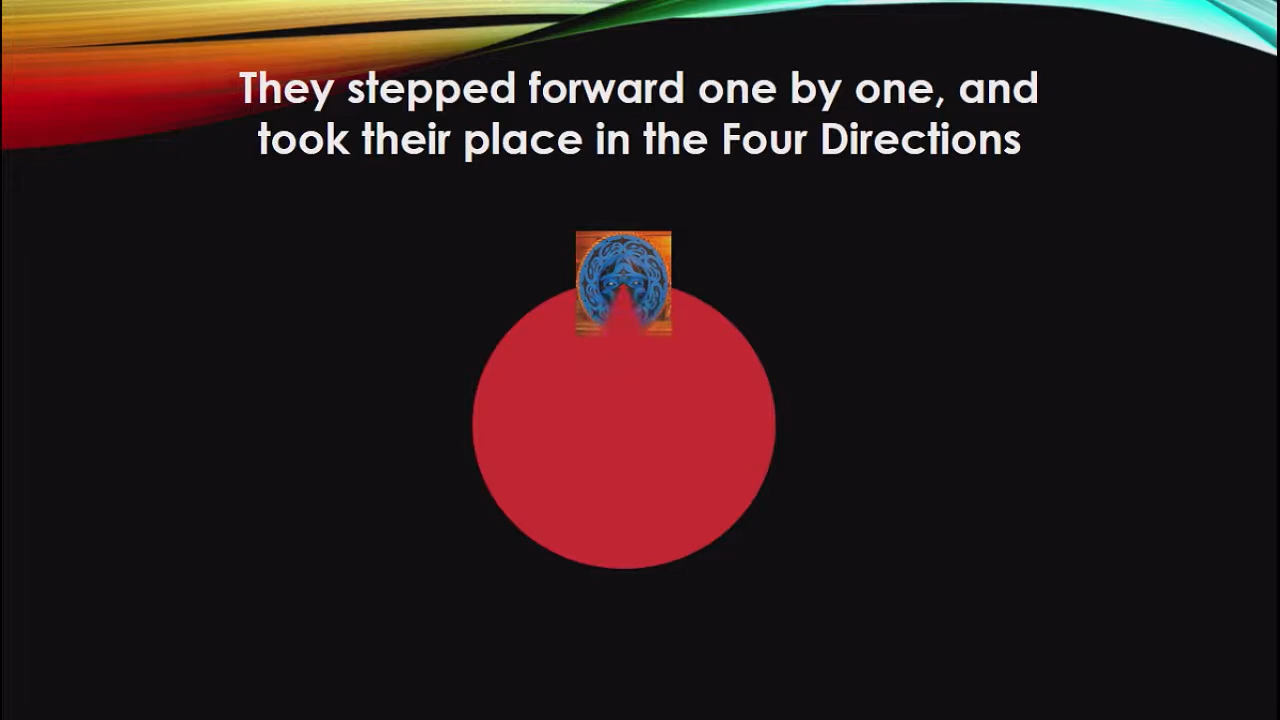 They stepped forward one by one, and
took their place in the Four Directions